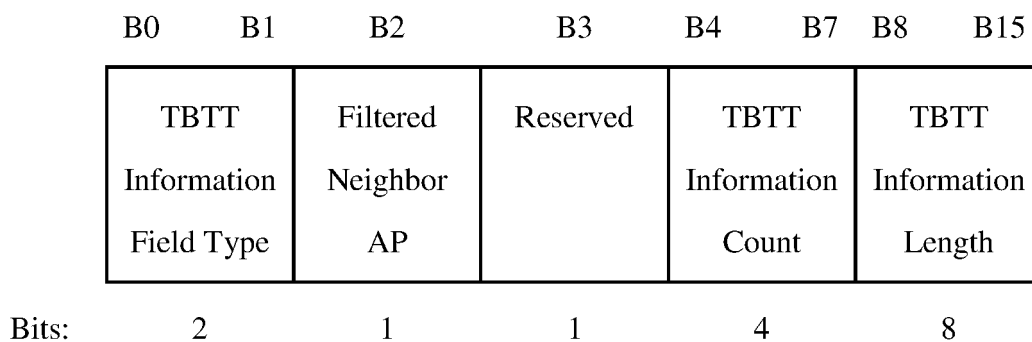 B0 B1 B2 B3 B4 B7 B8 B15
TBTT Filtered Reserved TBTT TBTT
Information Neighbor Information Information
Field Type AP Count Length
Bits: 2 1 1 4 8